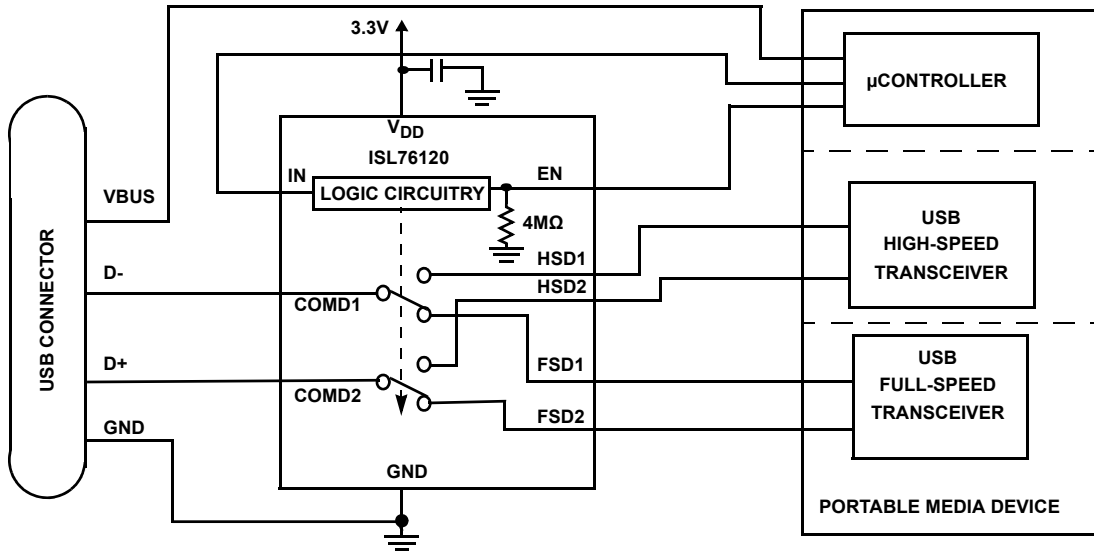 3.3V
µCONTROLLER
VDD
ISL76120
IN
LOGIC CIRCUITRY
EN
4MΩ
VBUS
USB CONNECTOR
D-
COMD1
HSD1
HSD2
USB
HIGH-SPEED
TRANSCEIVER
D+
COMD2
FSD1
FSD2
USB
FULL-SPEED
TRANSCEIVER
GND
GND
PORTABLE MEDIA DEVICE